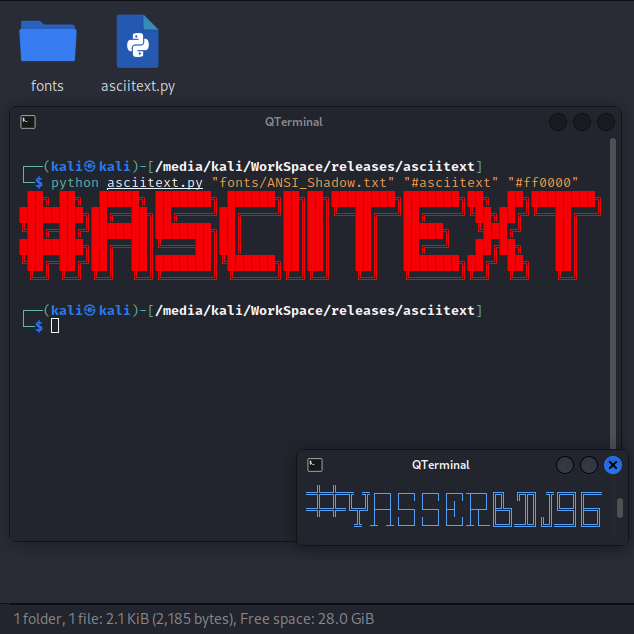 fonts
asciitext.py
QTerminal
┌──(kali㉿kali)-[/media/kali/WorkSpace/releases/asciitext]
└─$ python asciitext.py "fonts/ANSI_Shadow.txt" "#asciitext" "#ff0000"
#ASCIITEXT
┌──(kali㉿kali)-[/media/kali/WorkSpace/releases/asciitext]
└─$
QTerminal
#YASSERBDJ96
1 folder, 1 file: 2.1 KiB (2,185 bytes), Free space: 28.0 GiB